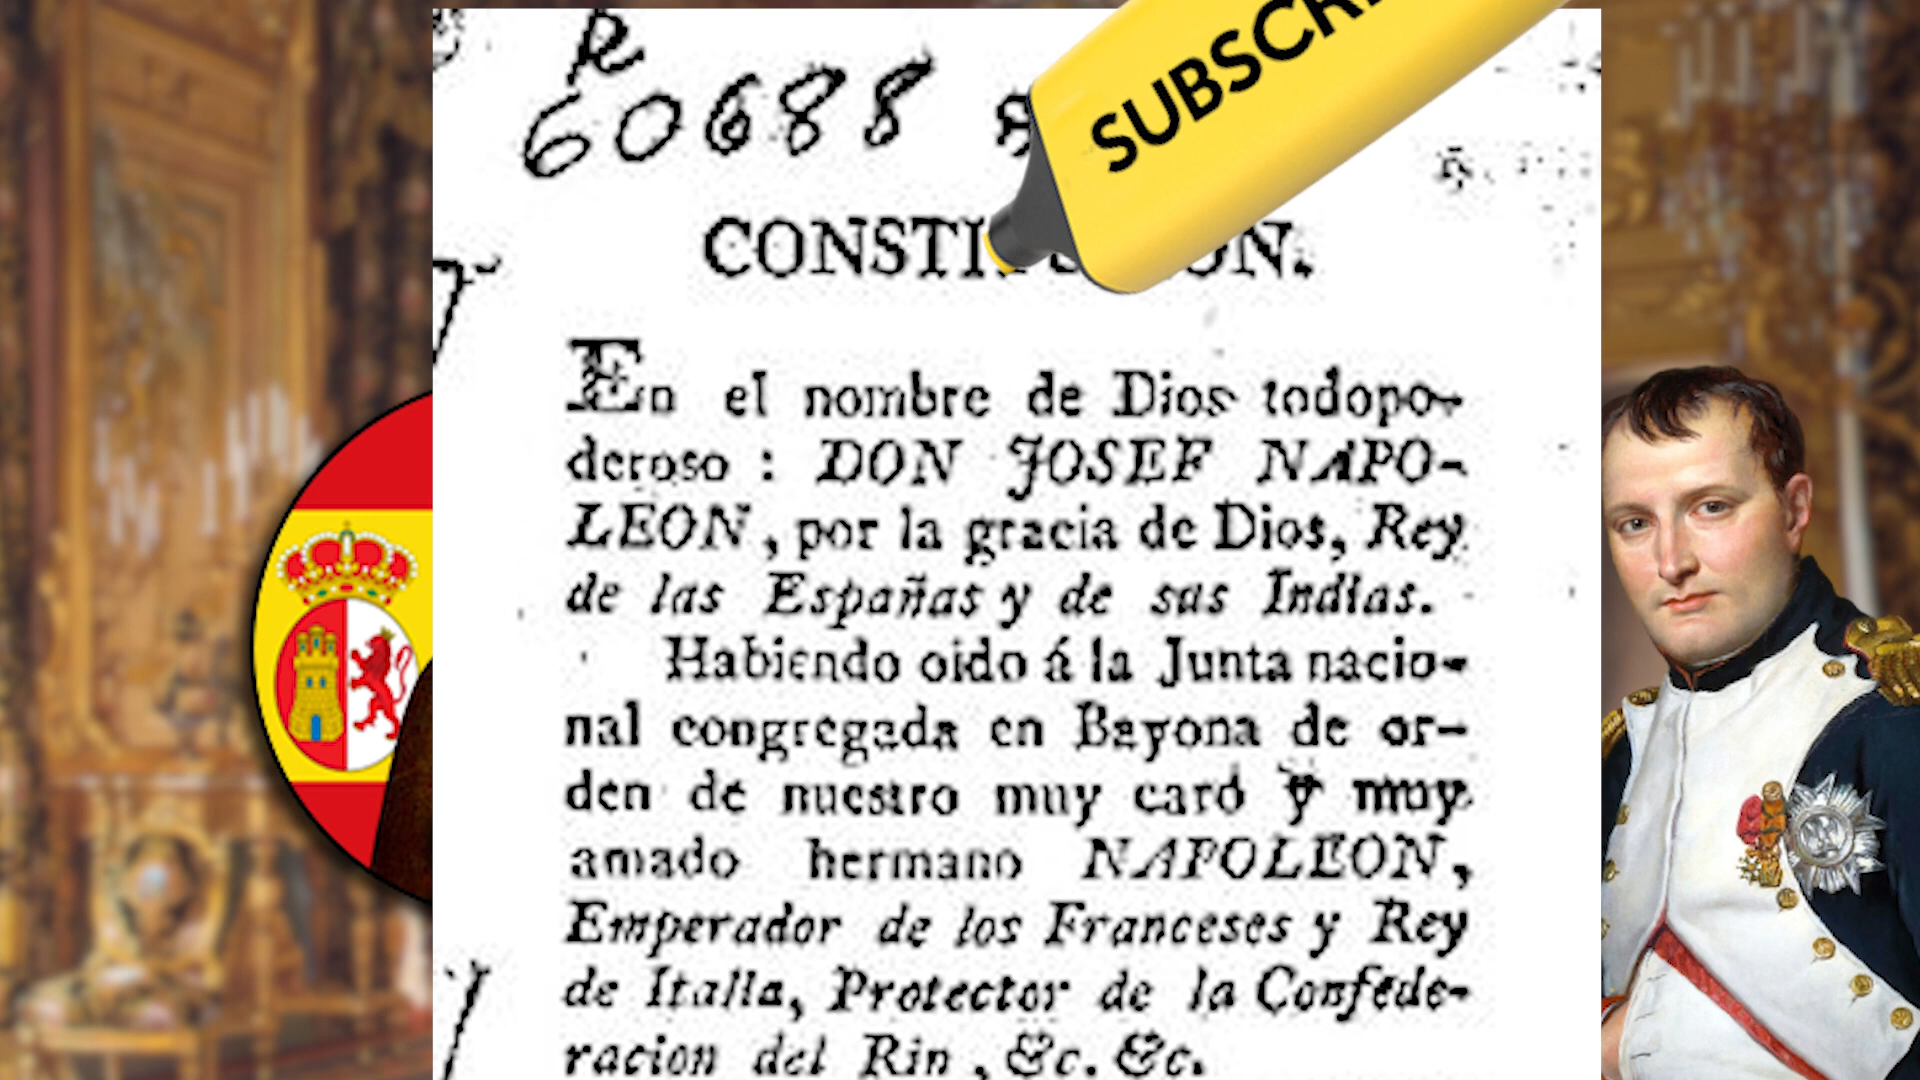 R
60688
SUBSCRI
CONSTI
ON.
En el nombre de Dios todopo-
deroso : DON JOSEF NAPO-
LEON, por la gracia de Dios, Rey
de las Españas y de sus Indias.
Habiendo oido á la Junta nacio-
nal congregada en Bayona de or-
den de nuestro muy caro y muy
amado hermano NAPOLEON,
Emperador de los Franceses y Rey
de Italia, Protector de la Confede-
racion del Rin, &c. &c.